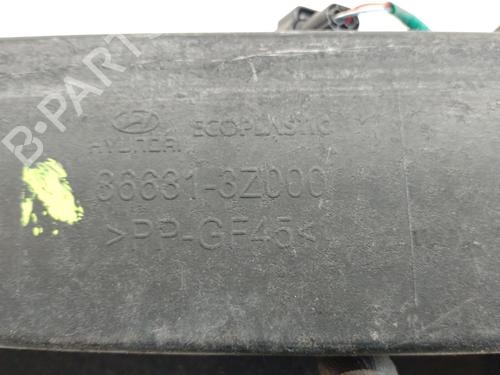 HYUNDAI ECOPLASTIC
86631-3Z000
>PP-GF45<
B-PARTS